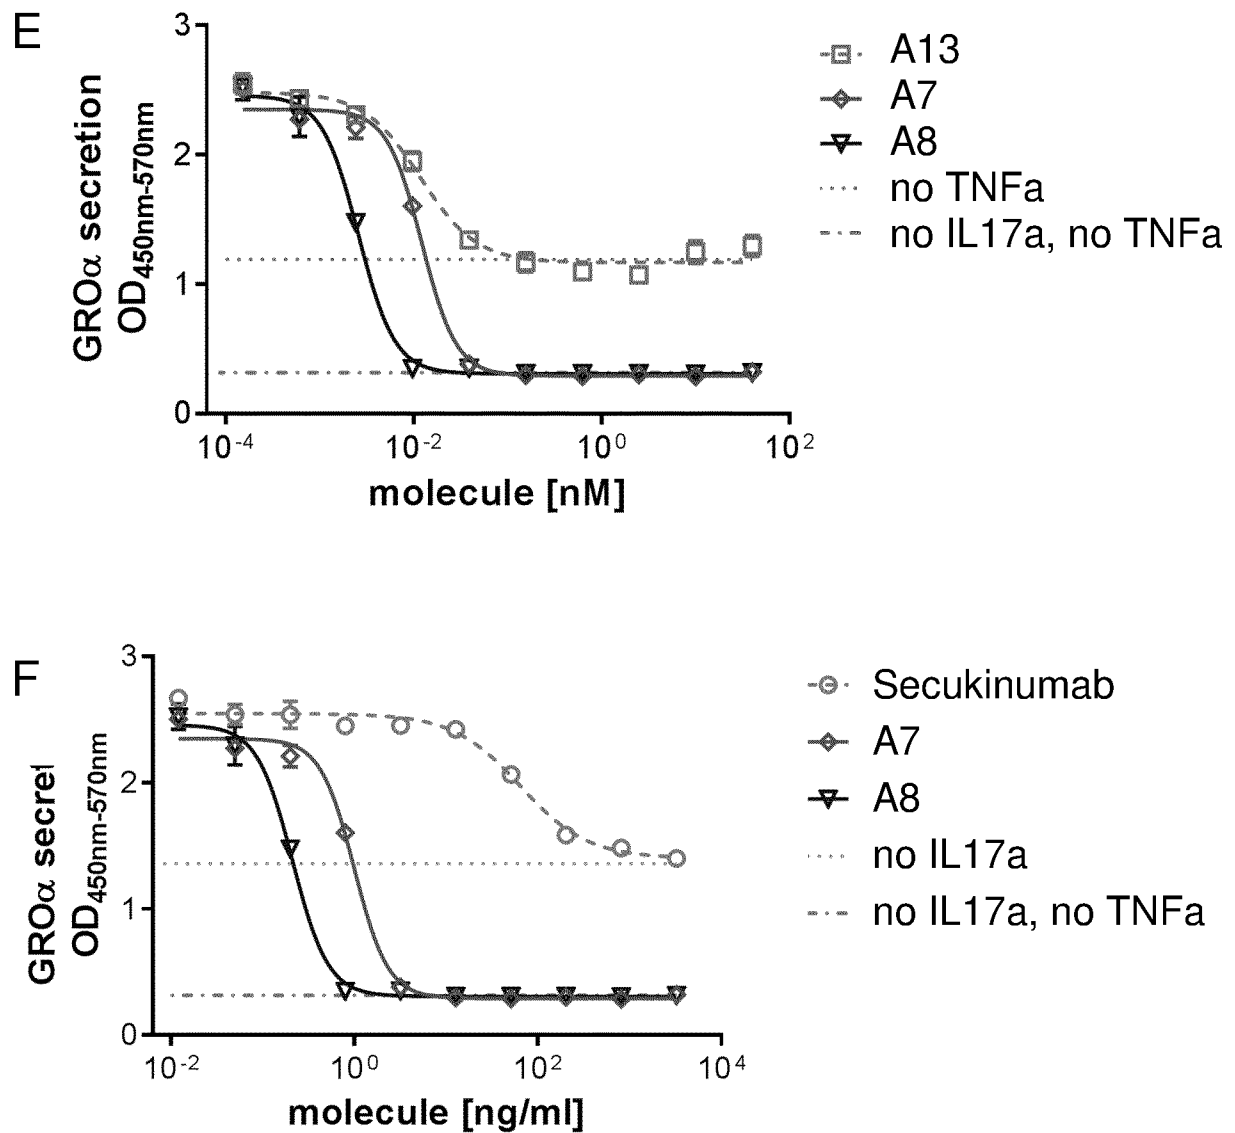 E
3
2
1
0
GROα secretion
OD450nm-570nm
10-4
10-2
100
102
molecule [nM]
A13
A7
A8
no TNFa
no IL17a, no TNFa
F
3
2
1
0
GROα secrel
OD450nm-570nm
10-2
100
102
104
molecule [ng/ml]
Secukinumab
A7
A8
no IL17a
no IL17a, no TNFa